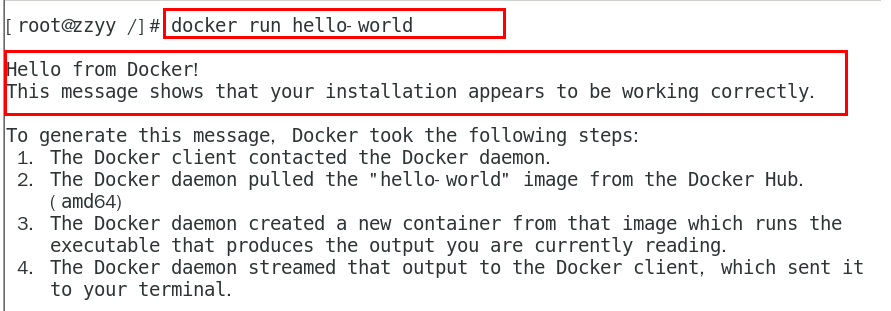 [root@zzyy /]# docker run hello-world
Hello from Docker!
This message shows that your installation appears to be working correctly.
To generate this message, Docker took the following steps:
1. The Docker client contacted the Docker daemon.
2. The Docker daemon pulled the "hello-world" image from the Docker Hub.
(amd64)
3. The Docker daemon created a new container from that image which runs the
executable that produces the output you are currently reading.
4. The Docker daemon streamed that output to the Docker client, which sent it
to your terminal.